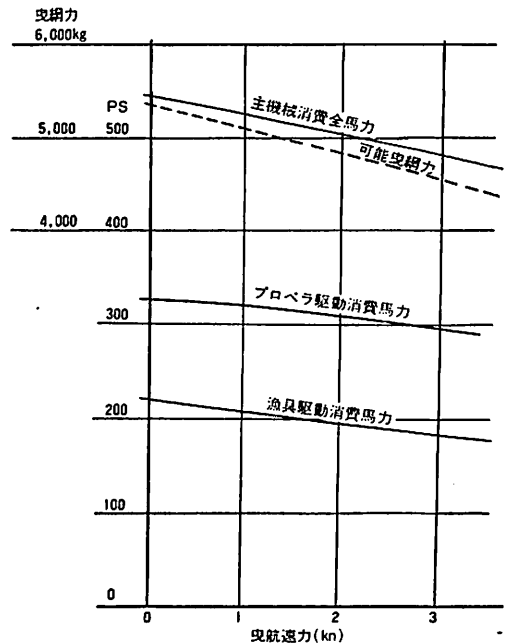 曳網力
6,000kg
PS
主機械消費全馬力
5,000 500
可能曳網力
4,000 400
プロペラ駆動消費馬力
300
漁具駆動消費馬力
200
100
0
0 1 2 3
曳航速力(kn)